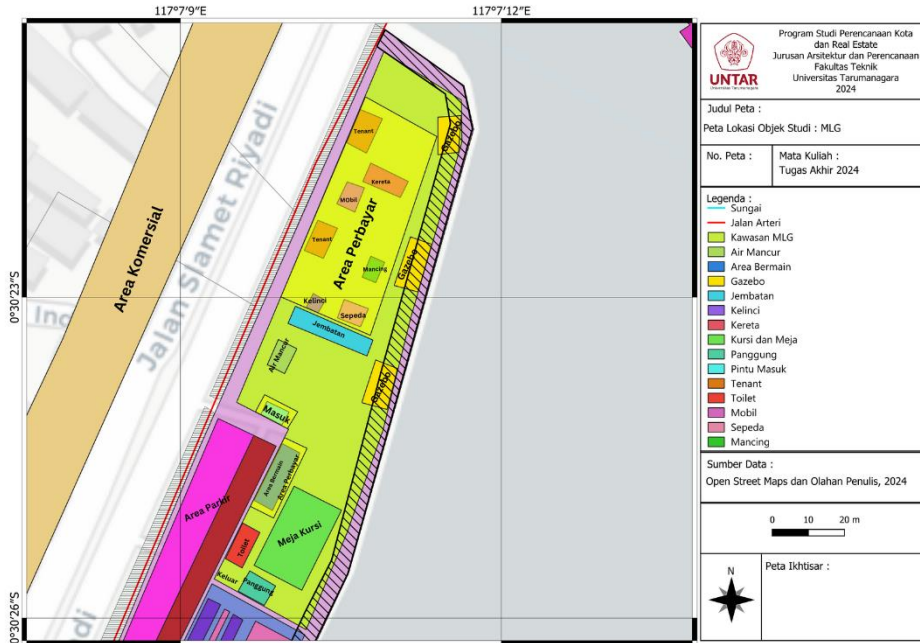 117°7'9"E
117°7'12"E
0°30'23"S
0°30'26"S
Area Komersial
Jalan Slamet Riyadi
Tenant
Kereta
MObil
Tenant
Area Perbayar
Mancing
Kelinci
Sepeda
Jembatan
Gazebo
Gazebo
Gazebo
Air Mancur
Masuk
Area Bermain
Area Perbayar
Area Parkir
Meja Kursi
Toilet
Keluar
Panggung
UNTAR
Universitas Tarumanagara
Program Studi Perencanaan Kota
dan Real Estate
Jurusan Arsitektur dan Perencanaan
Fakultas Teknik
Universitas Tarumanagara
2024
Judul Peta :
Peta Lokasi Objek Studi : MLG
No. Peta :
Mata Kuliah :
Tugas Akhir 2024
Legenda :
Sungai
Jalan Arteri
Kawasan MLG
Air Mancur
Area Bermain
Gazebo
Jembatan
Kelinci
Kereta
Kursi dan Meja
Panggung
Pintu Masuk
Tenant
Toilet
Mobil
Sepeda
Mancing
Sumber Data :
Open Street Maps dan Olahan Penulis, 2024
0 10 20 m
N
Peta Ikhtisar :